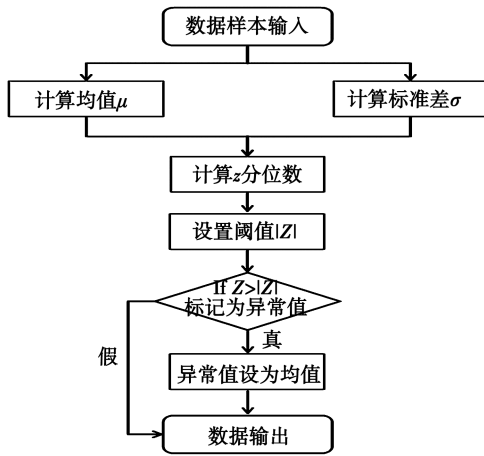 数据样本输入
计算均值μ
计算标准差σ
计算z分位数
设置阈值|Z|
If Z>|Z|
标记为异常值
假
真
异常值设为均值
数据输出